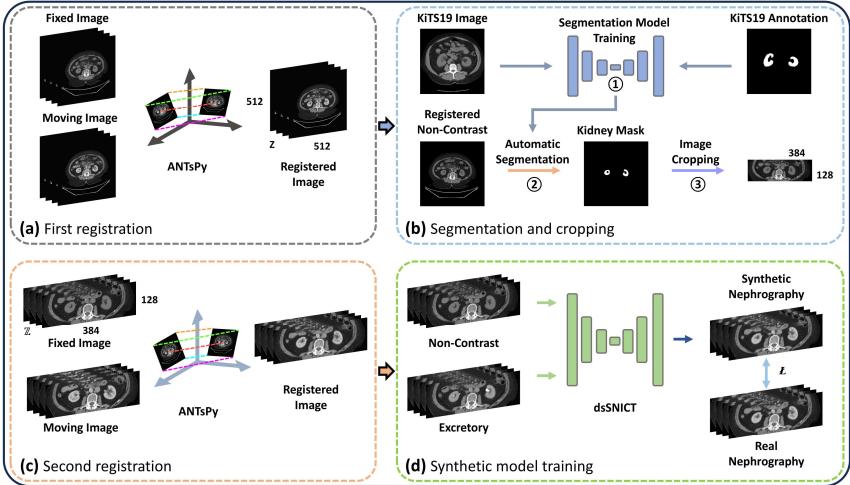 Fixed Image
Moving Image
ANTsPy
512
512
Z
Registered
Image
(a) First registration
KiTS19 Image
Segmentation Model
Training
KiTS19 Annotation
①
Registered
Non-Contrast
Automatic
Segmentation
②
Kidney Mask
Image
Cropping
③
384
128
(b) Segmentation and cropping
128
ℤ
384
Fixed Image
Moving Image
ANTsPy
Registered
Image
(c) Second registration
Non-Contrast
Excretory
dsSNICT
Synthetic
Nephrography
Ł
Real
Nephrography
(d) Synthetic model training